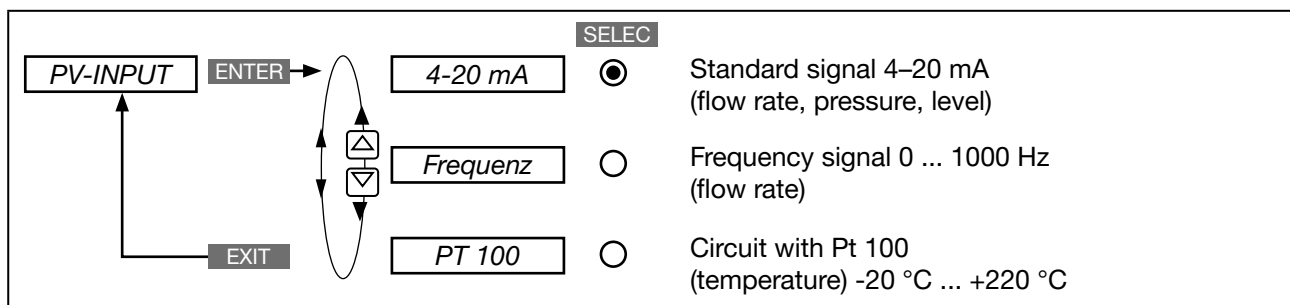 SELEC
PV-INPUT ENTER 4-20 mA Standard signal 4–20 mA
(flow rate, pressure, level)
Frequenz Frequency signal 0 ... 1000 Hz
(flow rate)
EXIT PT 100 Circuit with Pt 100
(temperature) -20 °C ... +220 °C